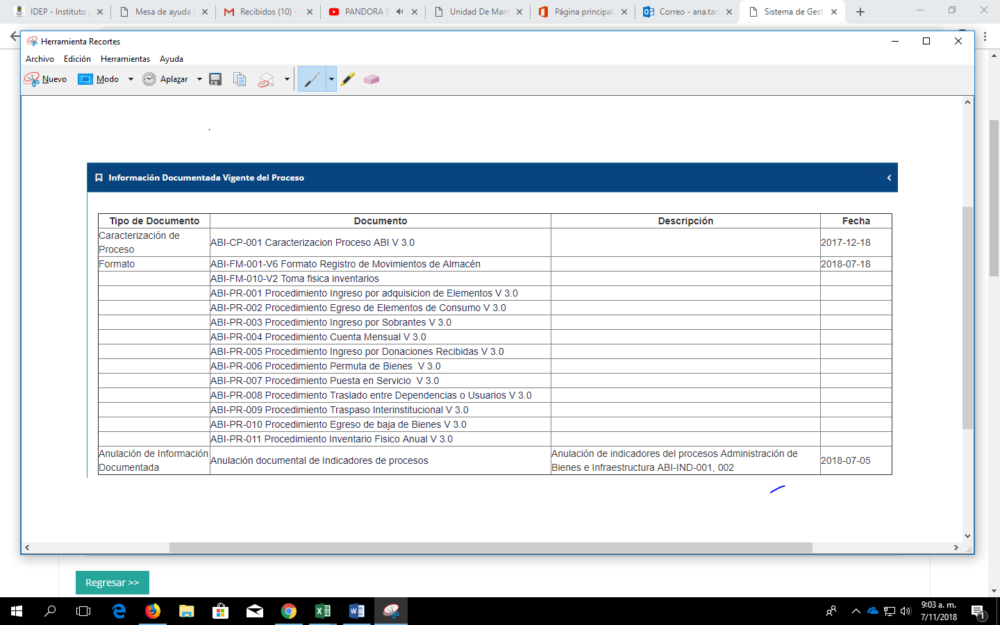 IDEP - Instituto p
Mesa de ayuda
Recibidos (10) -
PANDORA
Unidad De Mant
Página principal
Correo - ana.tara
Sistema de Gest
Herramienta Recortes
Archivo Edición Herramientas Ayuda
Nuevo Modo Aplazar
Información Documentada Vigente del Proceso
Tipo de Documento Documento Descripción Fecha
Caracterización de
Proceso
ABI-CP-001 Caracterizacion Proceso ABI V 3.0 2017-12-18
Formato ABI-FM-001-V6 Formato Registro de Movimientos de Almacén 2018-07-18
ABI-FM-010-V2 Toma fisica inventarios
ABI-PR-001 Procedimiento Ingreso por adquisicion de Elementos V 3.0
ABI-PR-002 Procedimiento Egreso de Elementos de Consumo V 3.0
ABI-PR-003 Procedimiento Ingreso por Sobrantes V 3.0
ABI-PR-004 Procedimiento Cuenta Mensual V 3.0
ABI-PR-005 Procedimiento Ingreso por Donaciones Recibidas V 3.0
ABI-PR-006 Procedimiento Permuta de Bienes V 3.0
ABI-PR-007 Procedimiento Puesta en Servicio V 3.0
ABI-PR-008 Procedimiento Traslado entre Dependencias o Usuarios V 3.0
ABI-PR-009 Procedimiento Traspaso Interinstitucional V 3.0
ABI-PR-010 Procedimiento Egreso de baja de Bienes V 3.0
ABI-PR-011 Procedimiento Inventario Fisico Anual V 3.0
Anulación de Información
Documentada
Anulación documental de Indicadores de procesos
Anulación de indicadores del procesos Administración de
Bienes e Infraestructura ABI-IND-001, 002
2018-07-05
Regresar >>
9:03 a. m.
7/11/2018
1